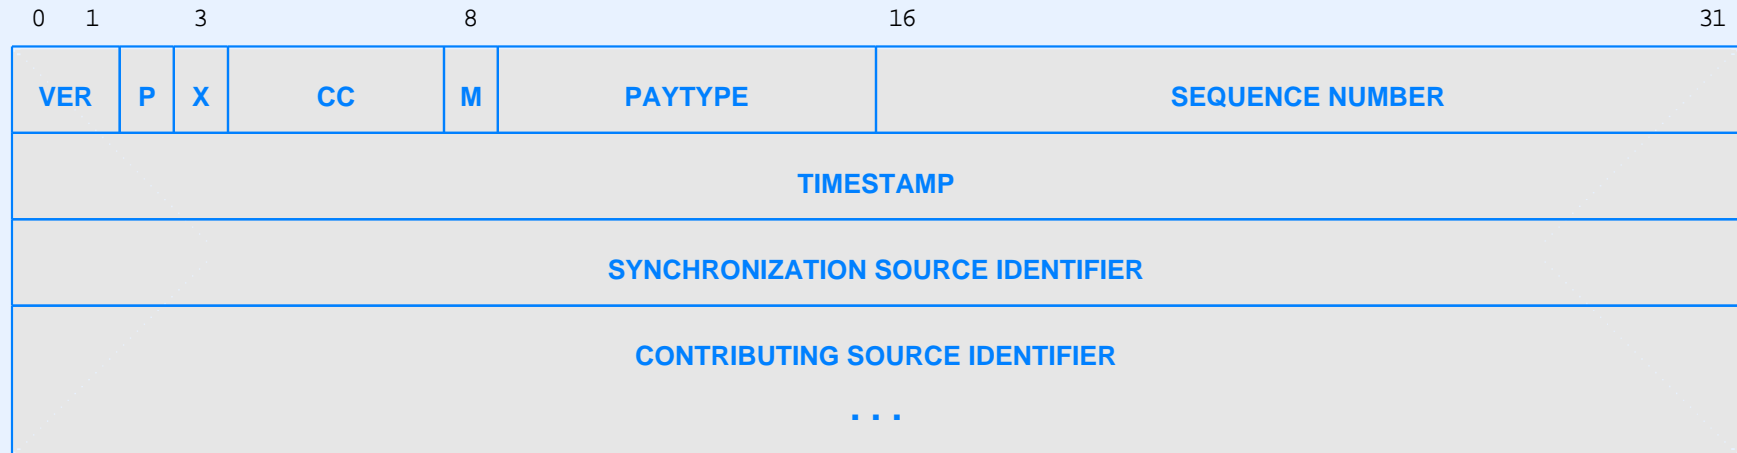 0 1 3 8 16 31
VER P X CC M PAYTYPE SEQUENCE NUMBER
TIMESTAMP
SYNCHRONIZATION SOURCE IDENTIFIER
CONTRIBUTING SOURCE IDENTIFIER
. . .